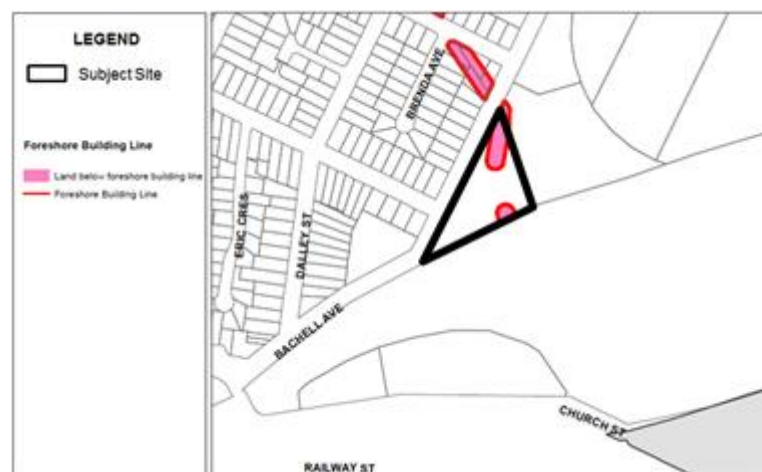 LEGEND
Subject Site
Foreshore Building Line
Land below foreshore building line
Foreshore Building Line
BRENDA AVE
ERIC CRES
DALLEY ST
BACHELL AVE
CHURCH ST
RAILWAY ST